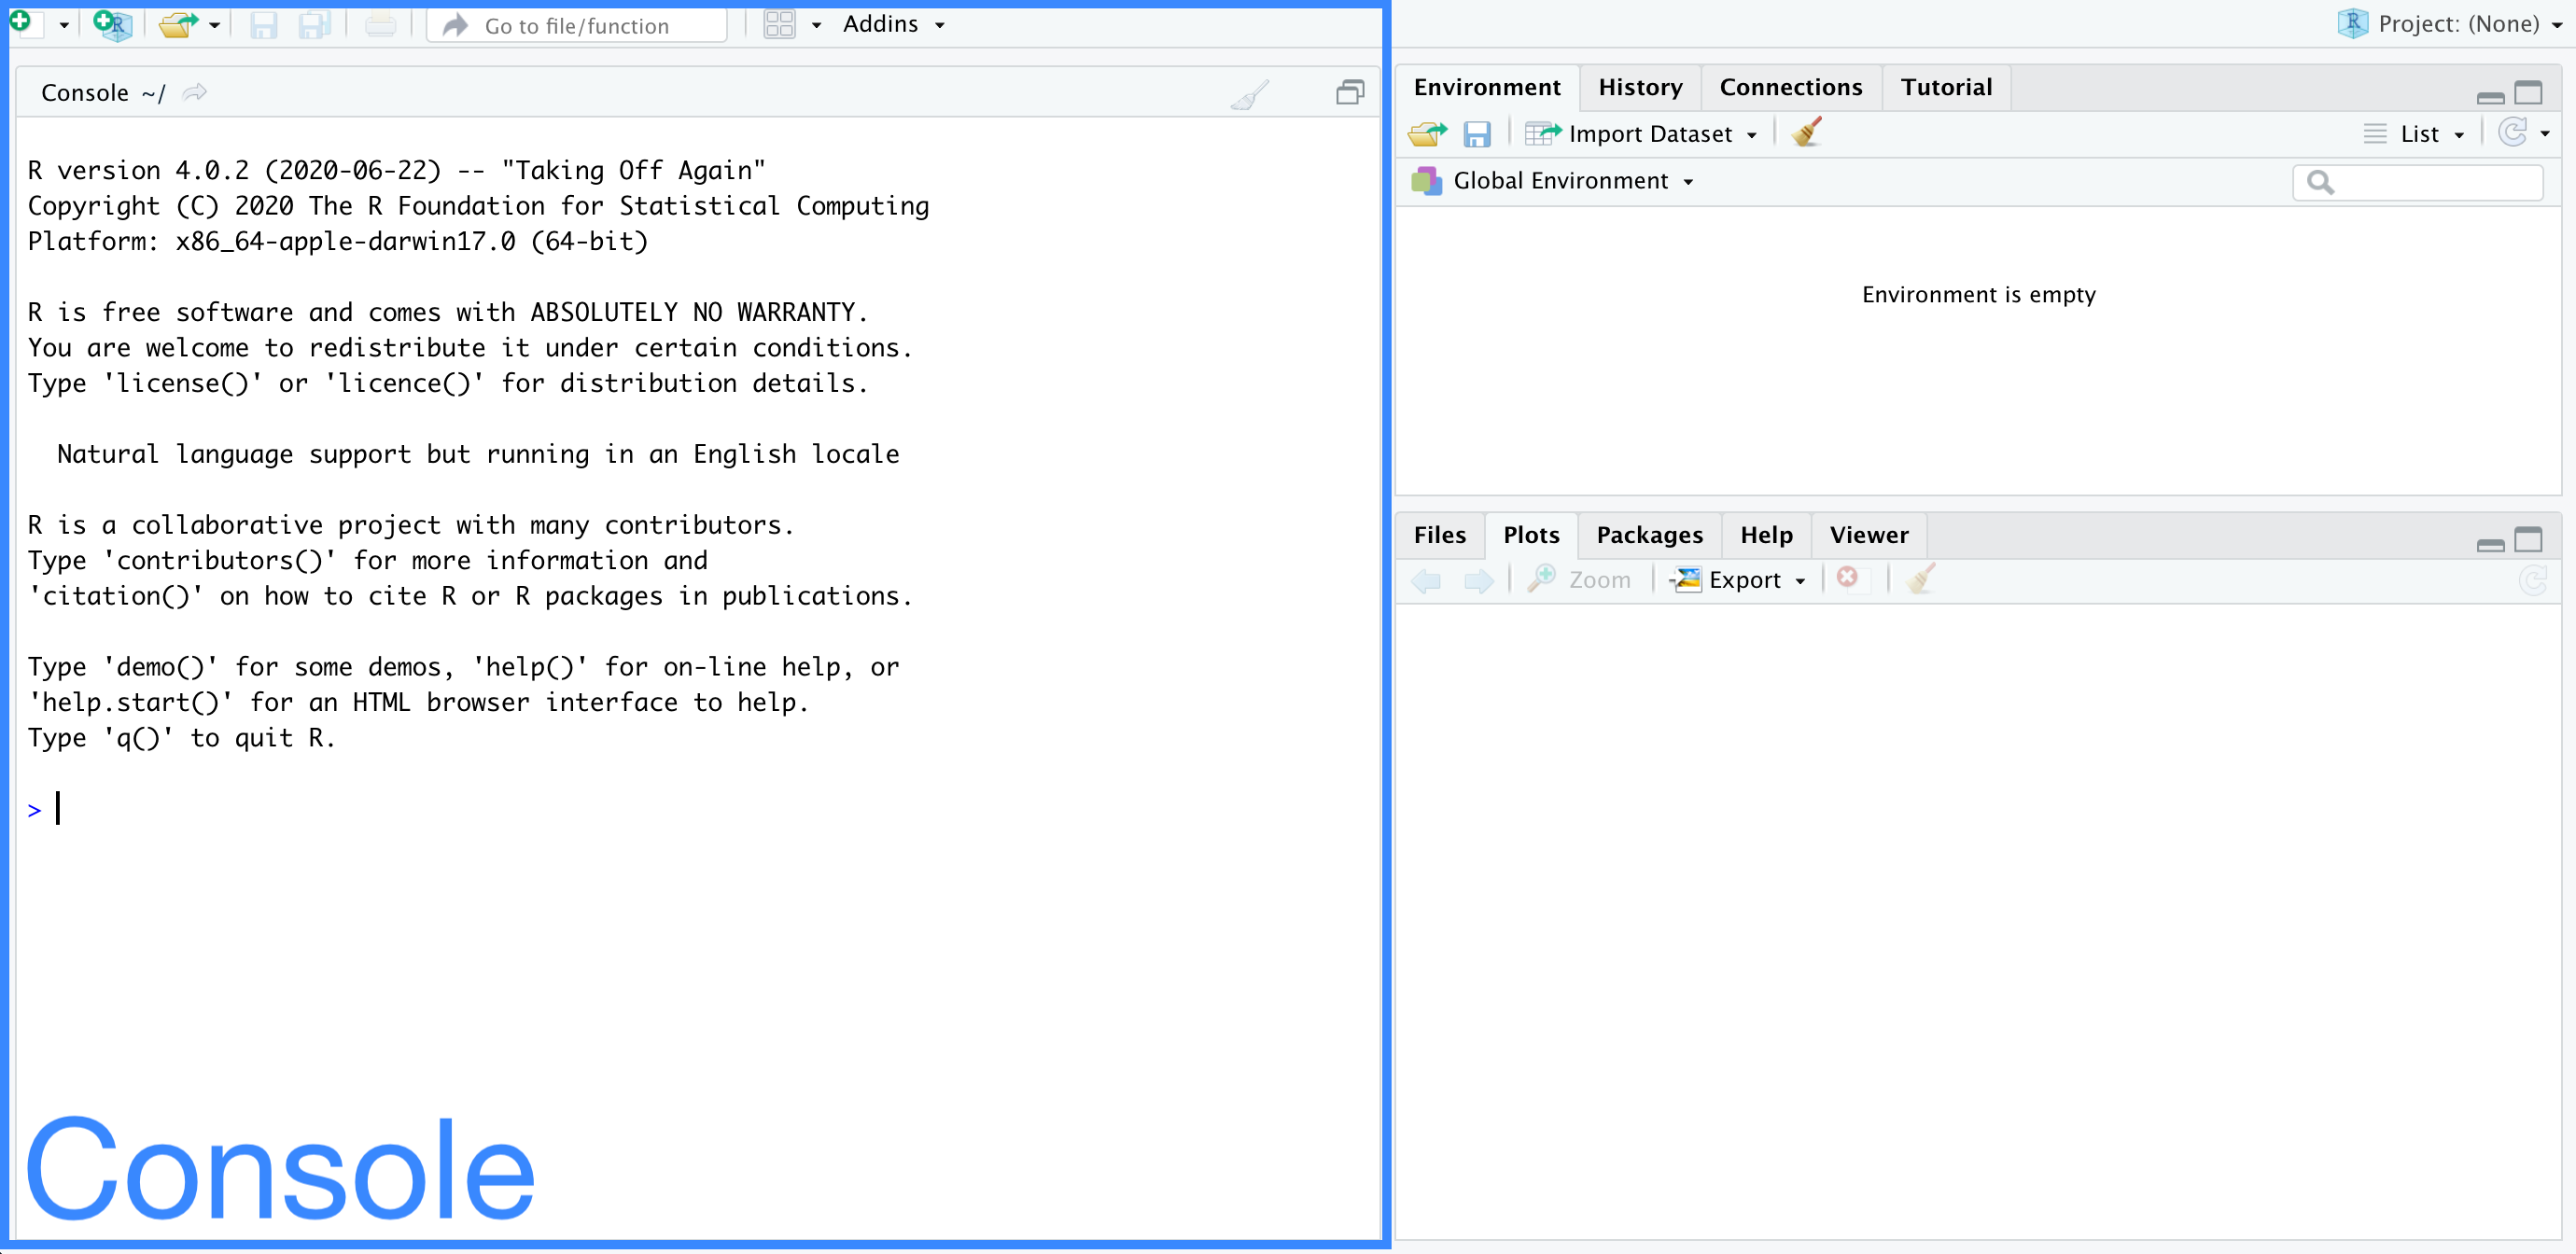 Go to file/function
Addins
Project: (None)
Console ~/
R version 4.0.2 (2020-06-22) -- "Taking Off Again"
Copyright (C) 2020 The R Foundation for Statistical Computing
Platform: x86_64-apple-darwin17.0 (64-bit)
R is free software and comes with ABSOLUTELY NO WARRANTY.
You are welcome to redistribute it under certain conditions.
Type 'license()' or 'licence()' for distribution details.
Natural language support but running in an English locale
R is a collaborative project with many contributors.
Type 'contributors()' for more information and
'citation()' on how to cite R or R packages in publications.
Type 'demo()' for some demos, 'help()' for on-line help, or
'help.start()' for an HTML browser interface to help.
Type 'q()' to quit R.
>
Console
Environment History Connections Tutorial
Import Dataset List
Global Environment
Environment is empty
Files Plots Packages Help Viewer
Zoom Export